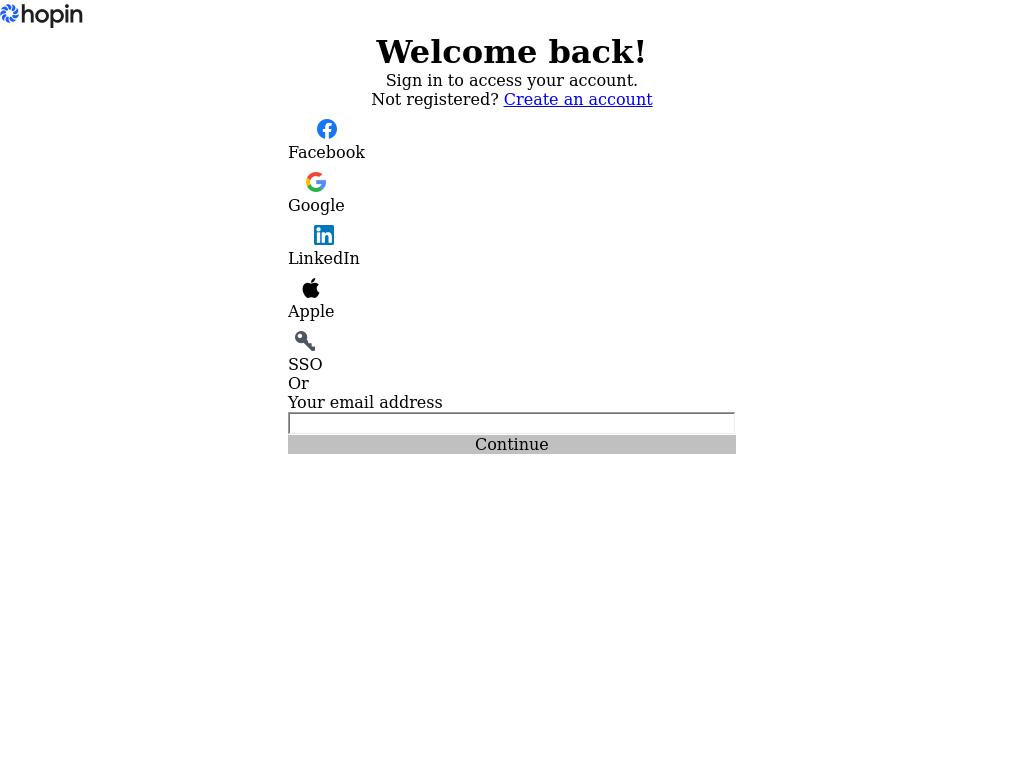 hopin
Welcome back!
Sign in to access your account.
Not registered? Create an account
Facebook
Google
LinkedIn
Apple
SSO
Or
Your email address
Continue